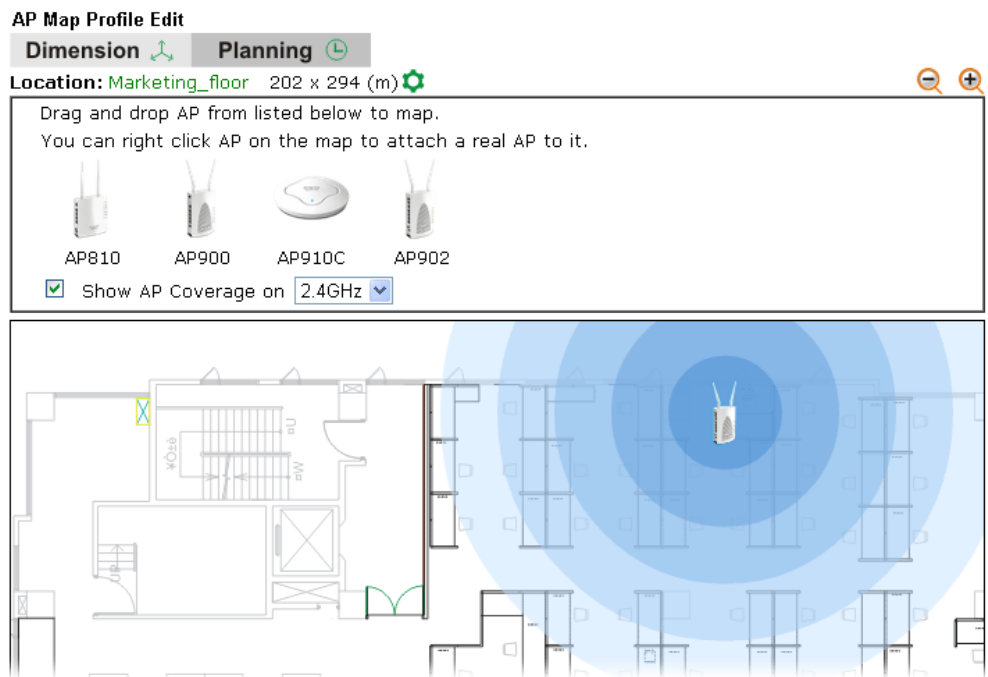 AP Map Profile Edit
Dimension Planning
Location: Marketing_floor 202 x 294 (m)
Drag and drop AP from listed below to map.
You can right click AP on the map to attach a real AP to it.
AP810 AP900 AP910C AP902
Show AP Coverage on 2.4GHz
UP